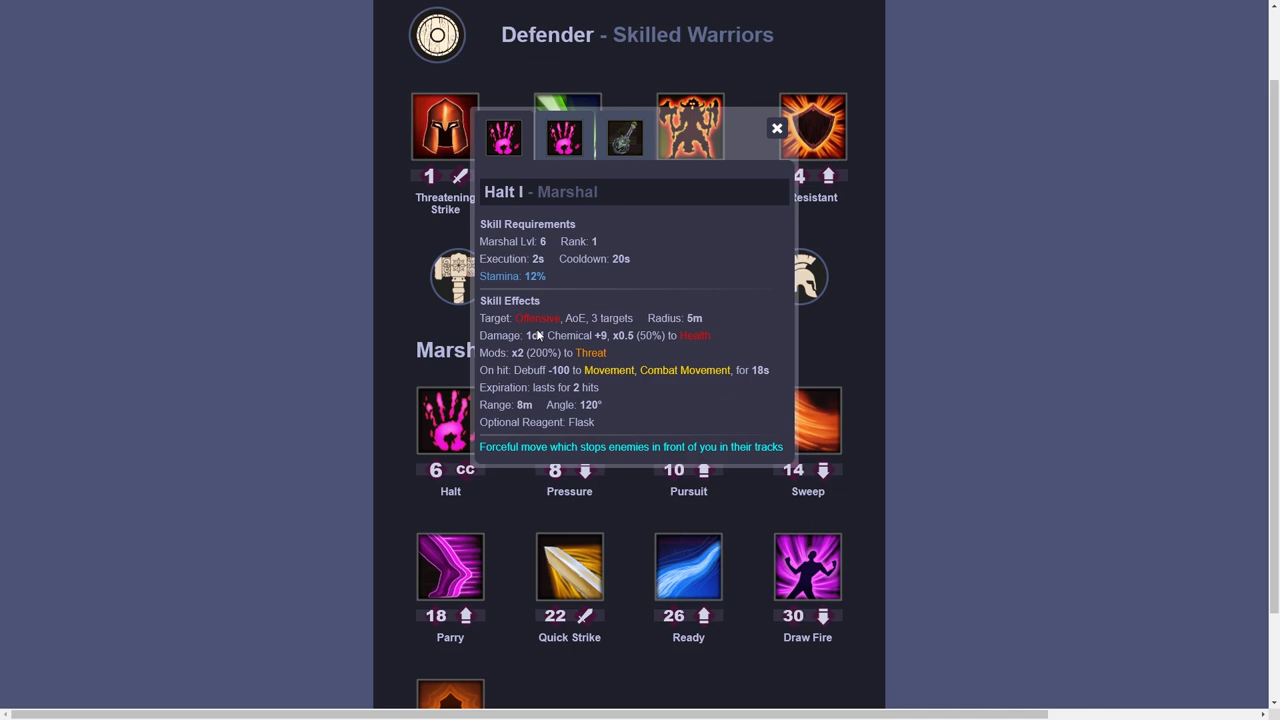 Defender - Skilled Warriors
1
4
Threatening
Strike
Resistant
Halt I - Marshal
Skill Requirements
Marshal Lvl: 6 Rank: 1
Execution: 2s Cooldown: 20s
Stamina: 12%
Skill Effects
Target: Offensive, AoE, 3 targets Radius: 5m
Damage: Chemical +9, x0.5 (50%) to Health
Mods: x2 (200%) to Threat
On hit: Debuff -100 to Movement, Combat Movement, for 18s
Expiration: lasts for 2 hits
Range: 8m Angle: 120°
Optional Reagent: Flask
Forceful move which stops enemies in front of you in their tracks
Marsh
6 CC
8
10
14
Halt
Pressure
Pursuit
Sweep
18
22
26
30
Parry
Quick Strike
Ready
Draw Fire